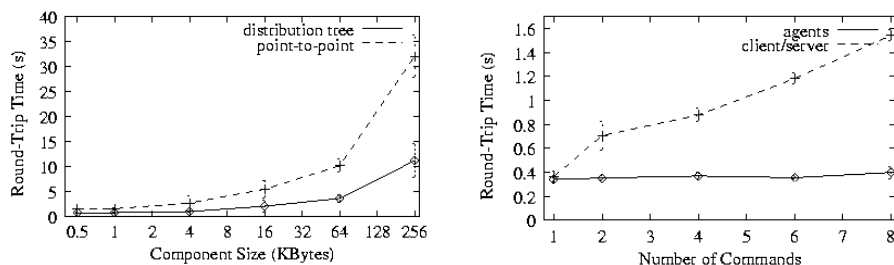 40
35
30
25
20
15
10
5
0
Round-Trip Time (s)
distribution tree
point-to-point
0.5 1 2 4 8 16 32 64 128 256
Component Size (KBytes)
1.6
1.4
1.2
1
0.8
0.6
0.4
0.2
0
Round-Trip Time (s)
agents
client/server
1 2 3 4 5 6 7 8
Number of Commands